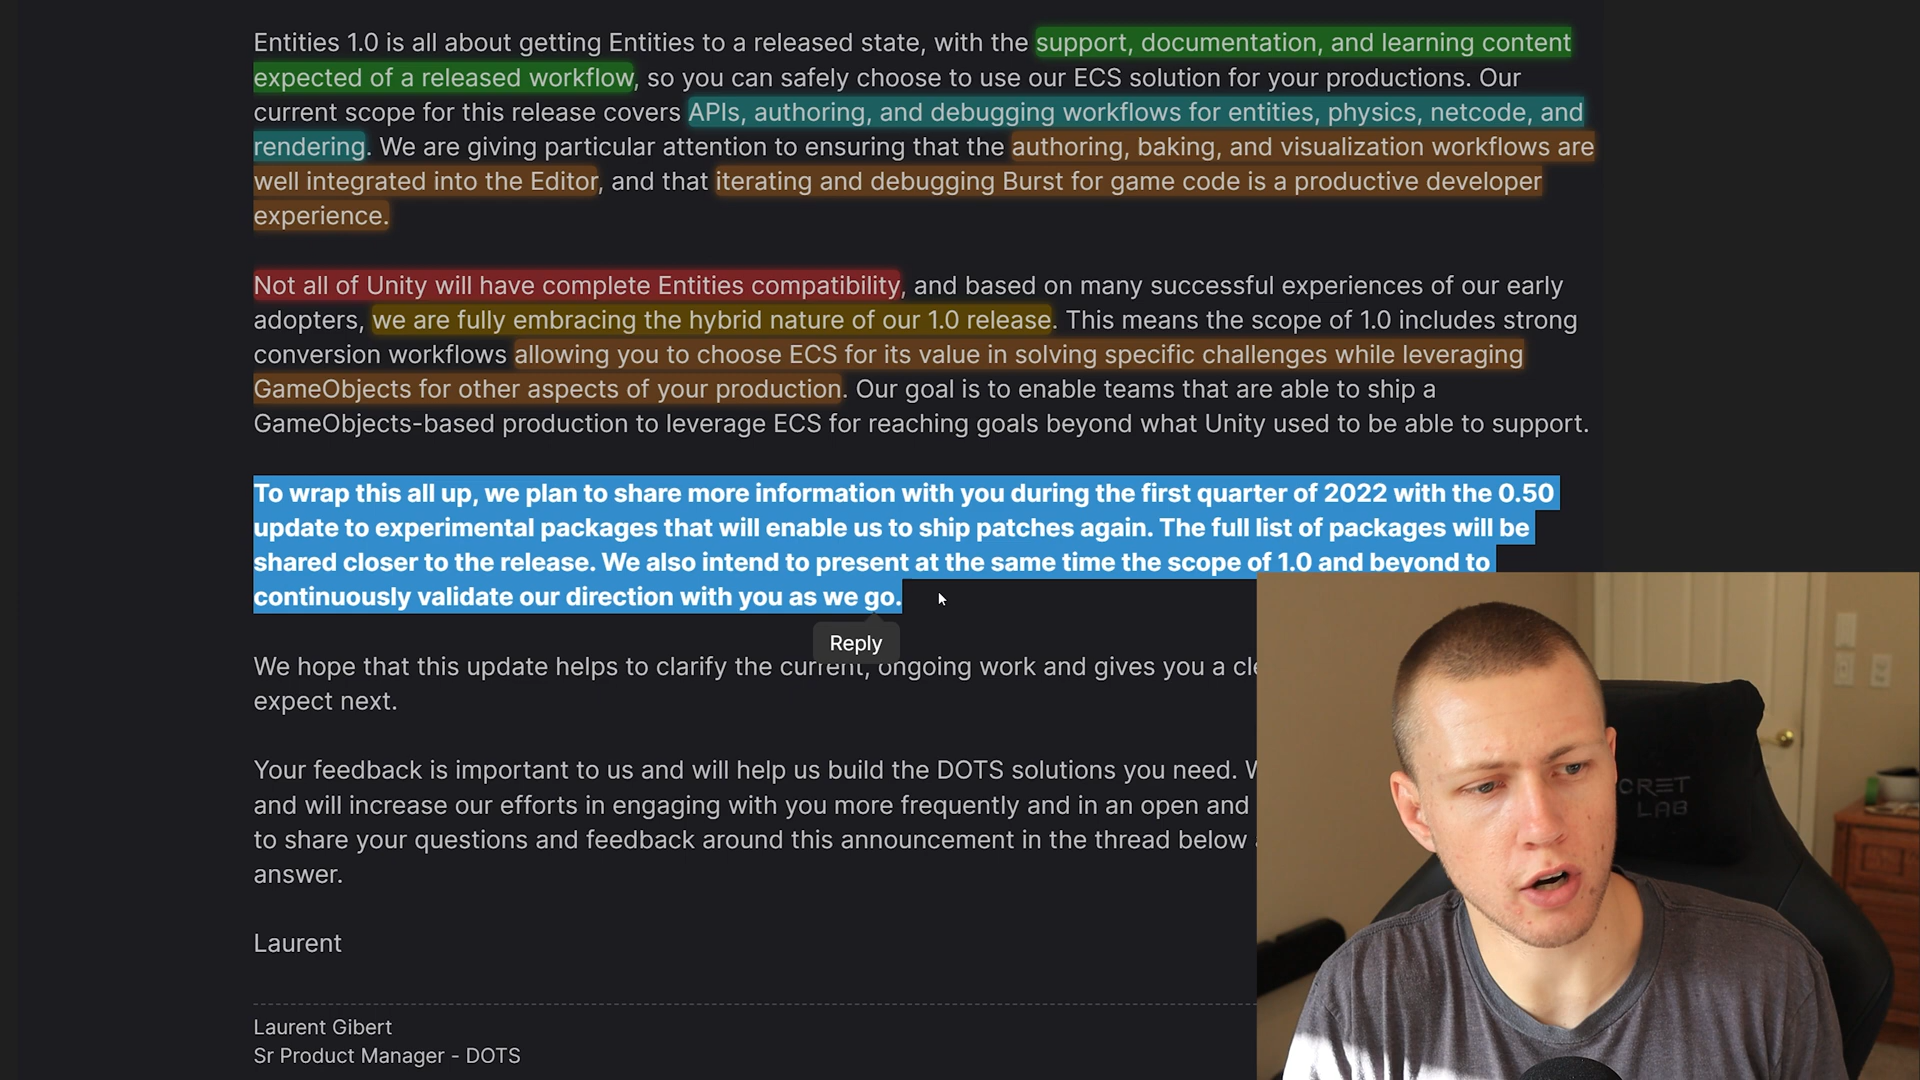 Entities 1.0 is all about getting Entities to a released state, with the support, documentation, and learning content
expected of a released workflow, so you can safely choose to use our ECS solution for your productions. Our
current scope for this release covers APIs, authoring, and debugging workflows for entities, physics, netcode, and
rendering. We are giving particular attention to ensuring that the authoring, baking, and visualization workflows are
well integrated into the Editor, and that iterating and debugging Burst for game code is a productive developer
experience.
Not all of Unity will have complete Entities compatibility, and based on many successful experiences of our early
adopters, we are fully embracing the hybrid nature of our 1.0 release. This means the scope of 1.0 includes strong
conversion workflows allowing you to choose ECS for its value in solving specific challenges while leveraging
GameObjects for other aspects of your production. Our goal is to enable teams that are able to ship a
GameObjects-based production to leverage ECS for reaching goals beyond what Unity used to be able to support.
To wrap this all up, we plan to share more information with you during the first quarter of 2022 with the 0.50
update to experimental packages that will enable us to ship patches again. The full list of packages will be
shared closer to the release. We also intend to present at the same time the scope of 1.0 and beyond to
continuously validate our direction with you as we go.
Reply
We hope that this update helps to clarify the current, ongoing work and gives you a
expect next.
Your feedback is important to us and will help us build the DOTS solutions you need.
and will increase our efforts in engaging with you more frequently and in an open and
to share your questions and feedback around this announcement in the thread below
answer.
Laurent
Laurent Gibert
Sr Product Manager - DOTS
CRET
LAB